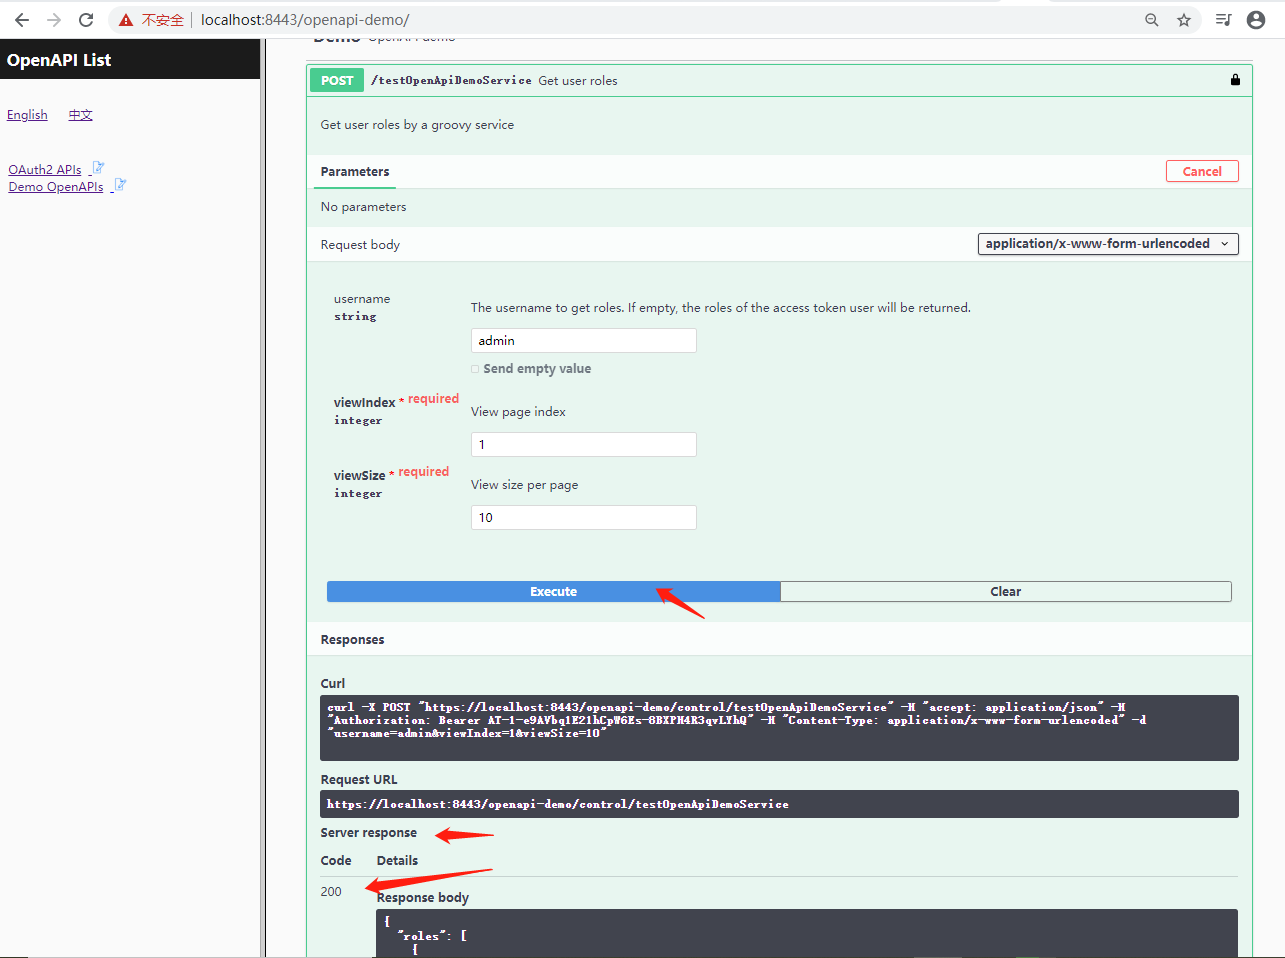 不安全 localhost:8443/openapi-demo/
OpenAPI List
English 中文
OAuth2 APIs
Demo OpenAPIs
Demo OpenAPI demo
POST /testOpenApiDemoService Get user roles
Get user roles by a groovy service
Parameters Cancel
No parameters
Request body application/x-www-form-urlencoded
username
string
The username to get roles. If empty, the roles of the access token user will be returned.
admin
Send empty value
viewIndex * required
integer
View page index
1
viewSize * required
integer
View size per page
10
Execute Clear
Responses
Curl
curl -X POST "https://localhost:8443/openapi-demo/control/testOpenApiDemoService" -H "accept: application/json" -H
"Authorization: Bearer AT-1-e9AVbq1E21hCpW6Es-8BXPM4R3qvLYhQ" -H "Content-Type: application/x-www-form-urlencoded" -d
"username=admin&viewIndex=1&viewSize=10"
Request URL
https://localhost:8443/openapi-demo/control/testOpenApiDemoService
Server response
Code Details
200
Response body
{
"roles": [
{